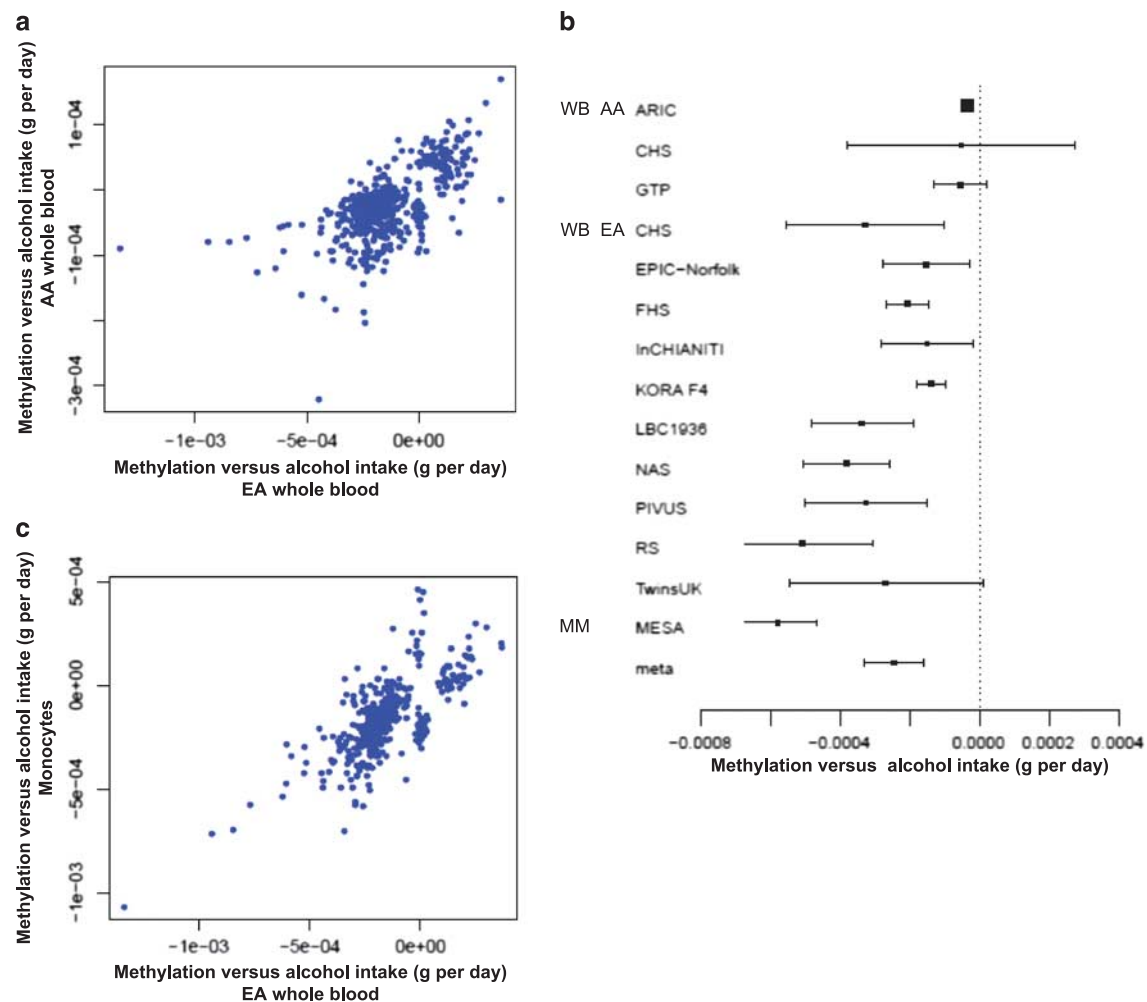 a
Methylation versus alcohol intake (g per day)
AA whole blood
1e-04
-1e-04
-3e-04
-1e-03
-5e-04
0e+00
Methylation versus alcohol intake (g per day)
EA whole blood
b
WB AA ARIC
CHS
GTP
WB EA CHS
EPIC-Norfolk
FHS
InCHIANITI
KORA F4
LBC1936
NAS
PIVUS
RS
TwinsUK
MM MESA
meta
-0.0008 -0.0004 0.0000 0.0002 0.0004
Methylation versus alcohol intake (g per day)
c
Methylation versus alcohol intake (g per day)
Monocytes
5e-04
0e+00
-5e-04
-1e-03
-1e-03 -5e-04 0e+00
Methylation versus alcohol intake (g per day)
EA whole blood